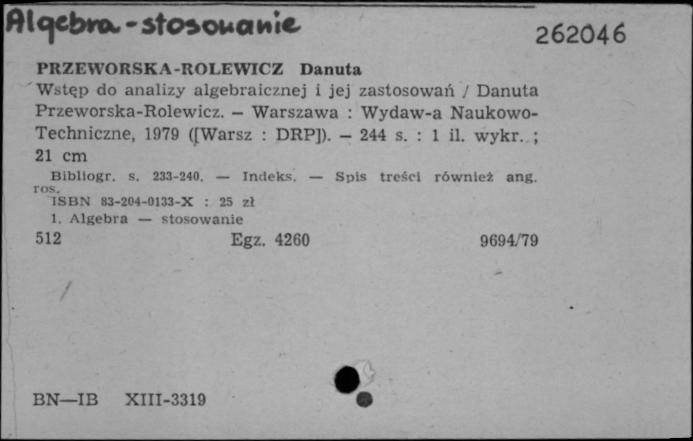 Algebra-stosowanie
262046
PRZEWORSKA-ROLEWICZ Danuta
Wstęp do analizy algebraicznej i jej zastosowań / Danuta
Przeworska-Rolewicz. — Warszawa : Wydaw-a Naukowo-
Techniczne, 1979 ([Warsz : DRP]). — 244 s. : 1 il. wykr. ;
21 cm
Bibliogr. s. 233-240. — Indeks. — Spis treści również ang.
ros.
ISBN 83-204-0133-X : 25 zł
1. Algebra — stosowanie
512 Egz. 4260 9694/79
BN—IB XIII-3319